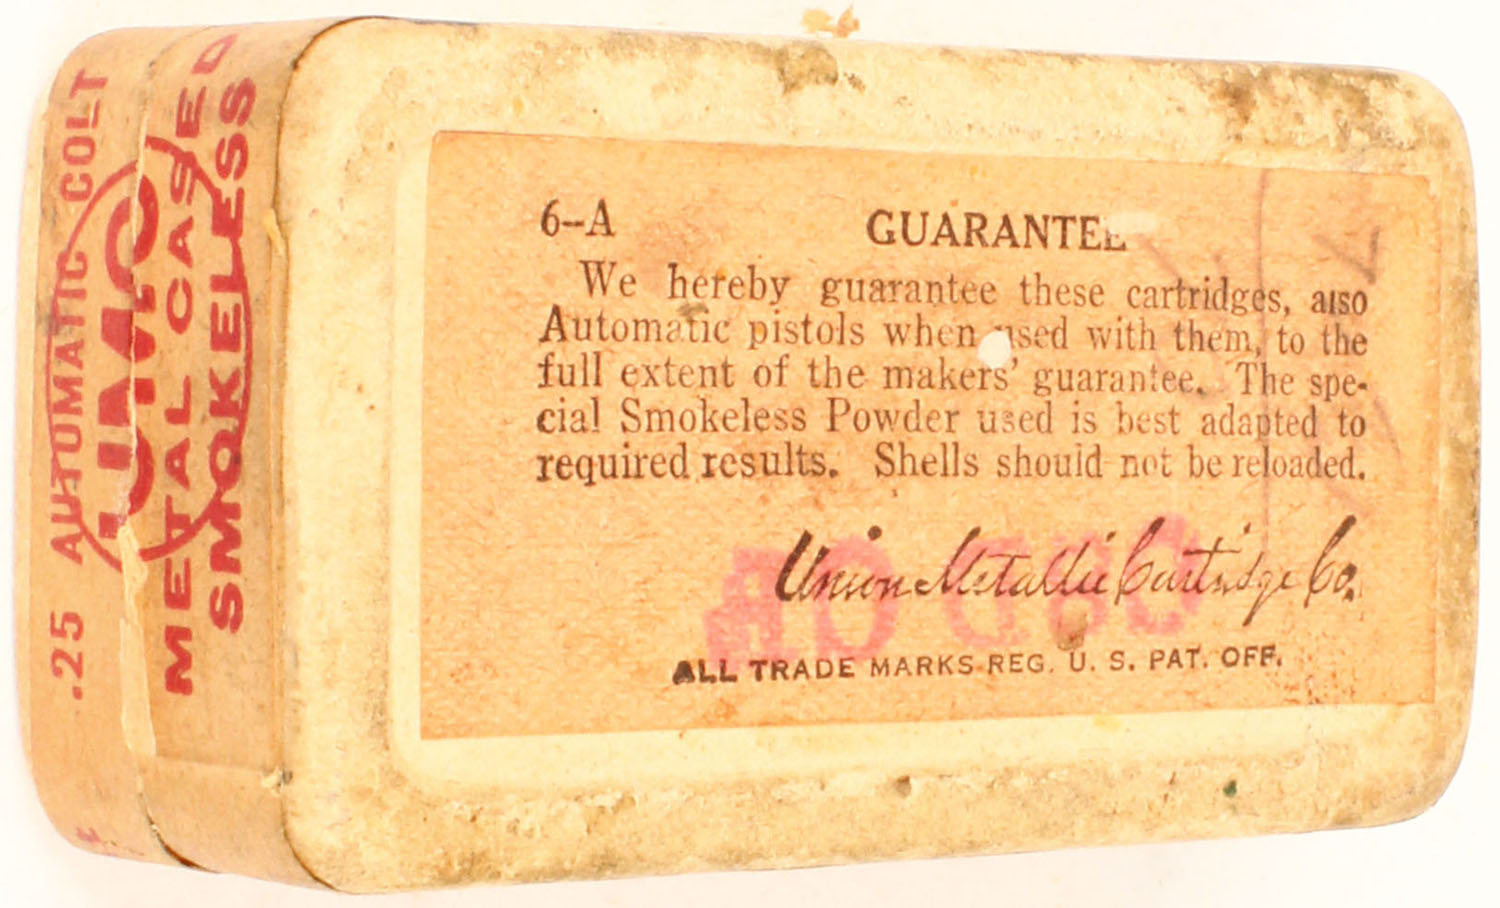 .25 AUTOMATIC COLT
UMC
METAL CASED
SMOKELESS
6-A GUARANTEE
We hereby guarantee these cartridges, also
Automatic pistols when used with them, to the
full extent of the makers' guarantee. The spe-
cial Smokeless Powder used is best adapted to
required results. Shells should not be reloaded.
Union Metallic Cartridge Co.
ALL TRADE MARKS REG. U. S. PAT. OFF.